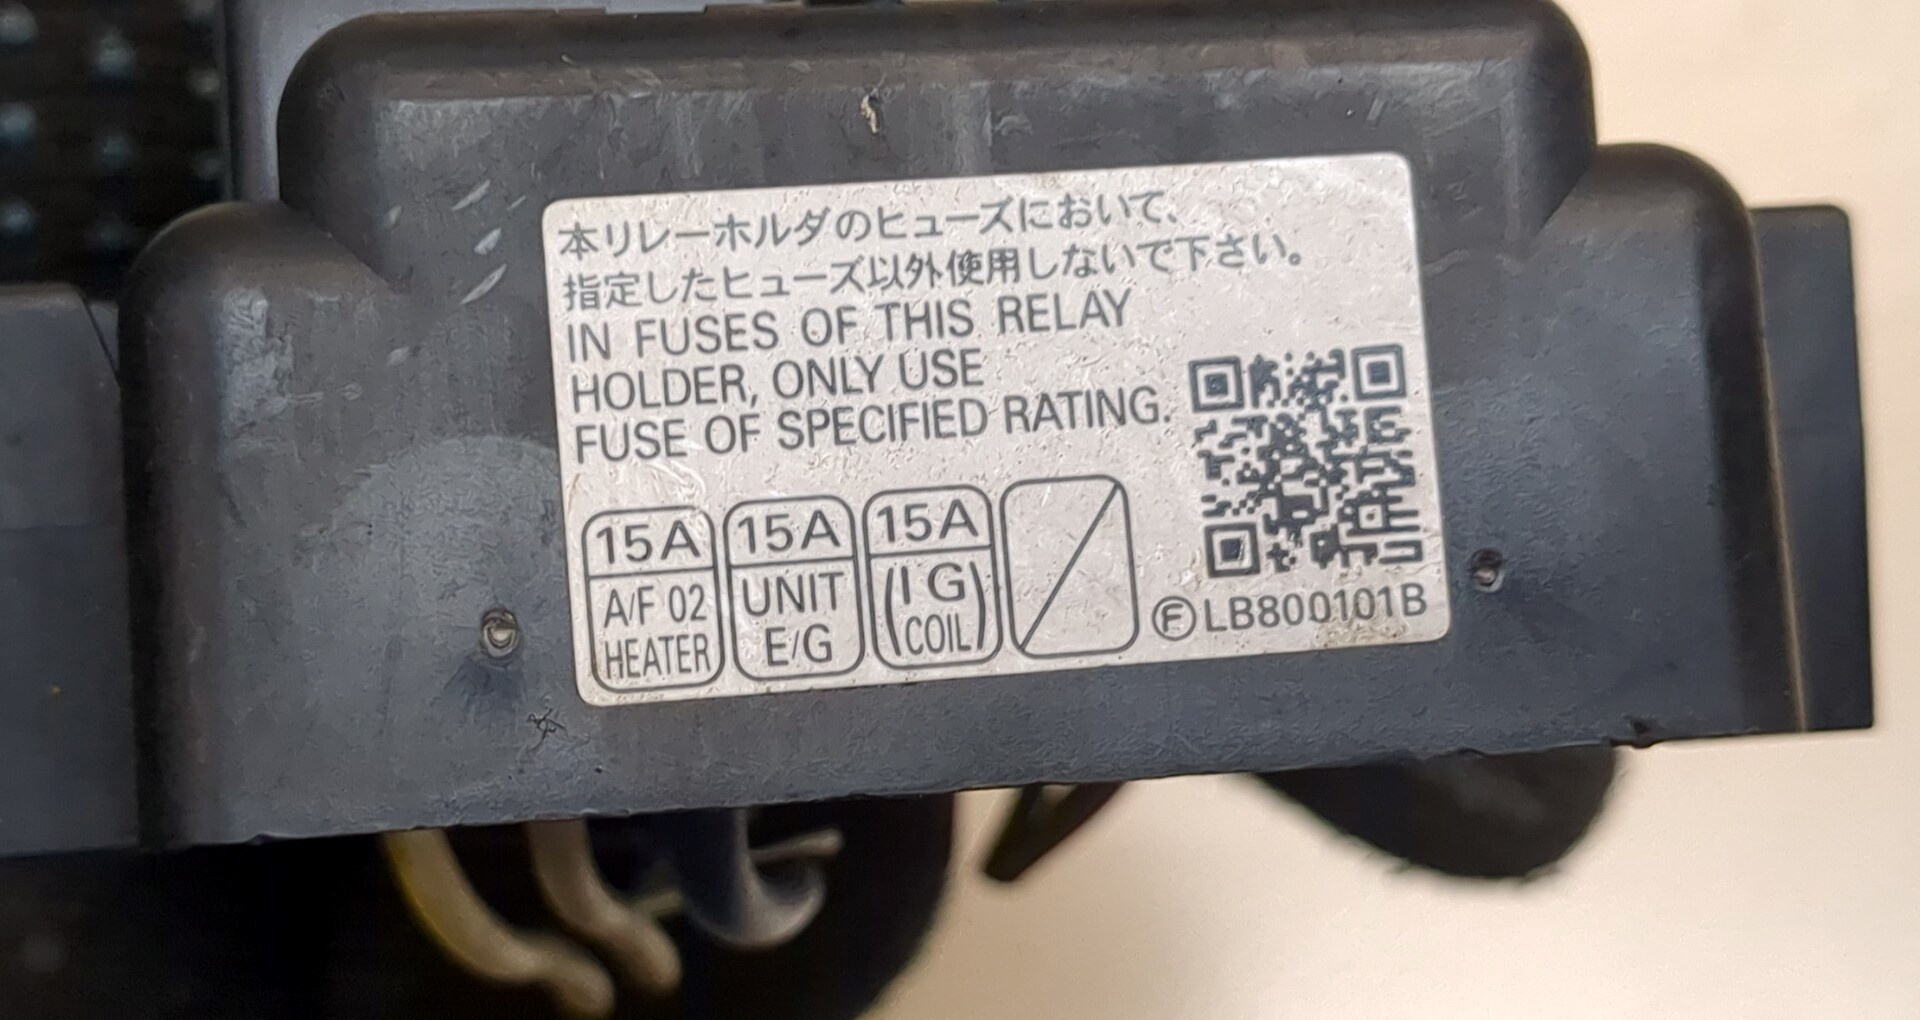 本リレーホルダのヒューズにおいて、
指定したヒューズ以外使用しないで下さい。
IN FUSES OF THIS RELAY
HOLDER, ONLY USE
FUSE OF SPECIFIED RATING.
15A
A/F 02
HEATER
15A
UNIT
E/G
15A
(IG
COIL)
Ⓕ LB800101B